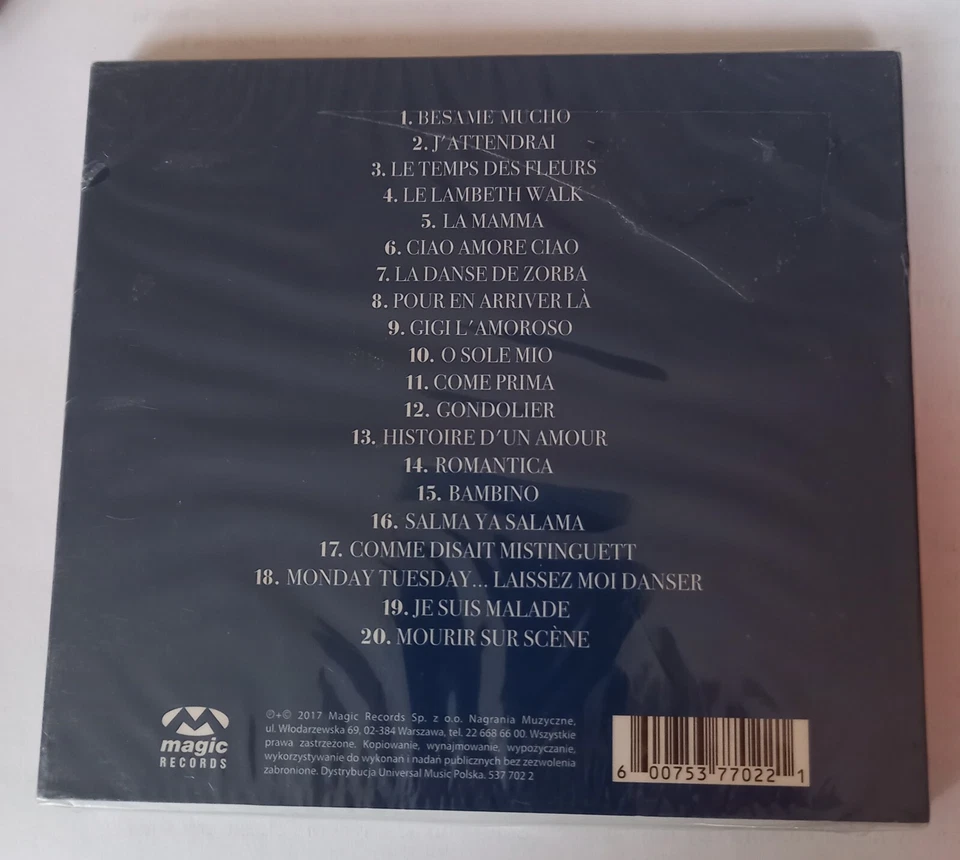 1. BESAME MUCHO
2. J'ATTENDRAI
3. LE TEMPS DES FLEURS
4. LE LAMBETH WALK
5. LA MAMMA
6. CIAO AMORE CIAO
7. LA DANSE DE ZORBA
8. POUR EN ARRIVER LÀ
9. GIGI L'AMOROSO
10. O SOLE MIO
11. COME PRIMA
12. GONDOLIER
13. HISTOIRE D'UN AMOUR
14. ROMANTICA
15. BAMBINO
16. SALMA YA SALAMA
17. COMME DISAIT MISTINGUETT
18. MONDAY TUESDAY... LAISSEZ MOI DANSER
19. JE SUIS MALADE
20. MOURIR SUR SCÈNE
magic
RECORDS
℗+© 2017 Magic Records Sp. z o.o. Nagrania Muzyczne,
ul. Włodarzewska 69, 02-384 Warszawa, tel. 22 668 66 00. Wszystkie
prawa zastrzeżone. Kopiowanie, wynajmowanie, wypożyczanie,
wykorzystywanie do wykonań i nadań publicznych bez zezwolenia
zabronione. Dystrybucja Universal Music Polska. 537 702 2
6 00753 77022 1